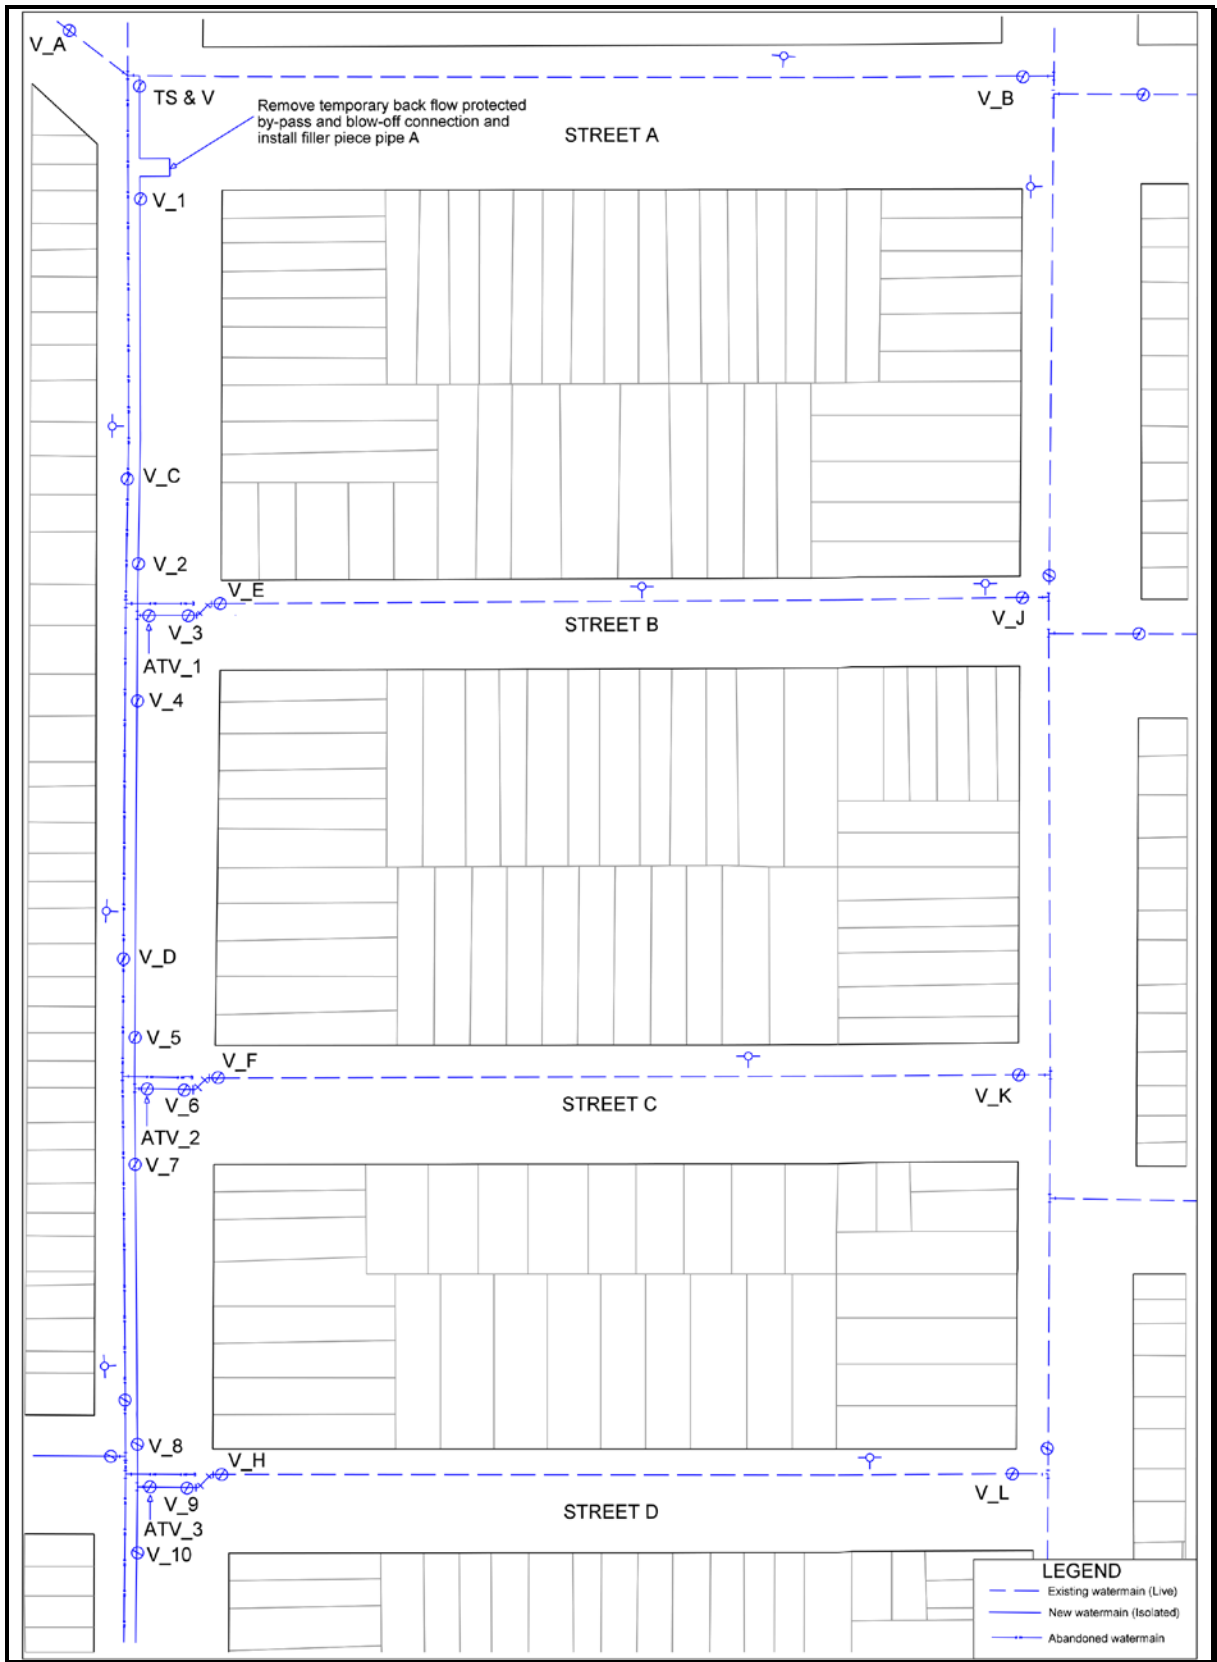 V_A
TS & V
V_B
Remove temporary back flow protected
by-pass and blow-off connection and
install filler piece pipe A
STREET A
V_1
V_C
V_2
V_E
V_J
V_3
STREET B
ATV_1
V_4
V_D
V_5
V_F
V_K
V_6
STREET C
ATV_2
V_7
V_8
V_H
V_L
V_9
STREET D
ATV_3
V_10
LEGEND
Existing watermain (Live)
New watermain (Isolated)
Abandoned watermain